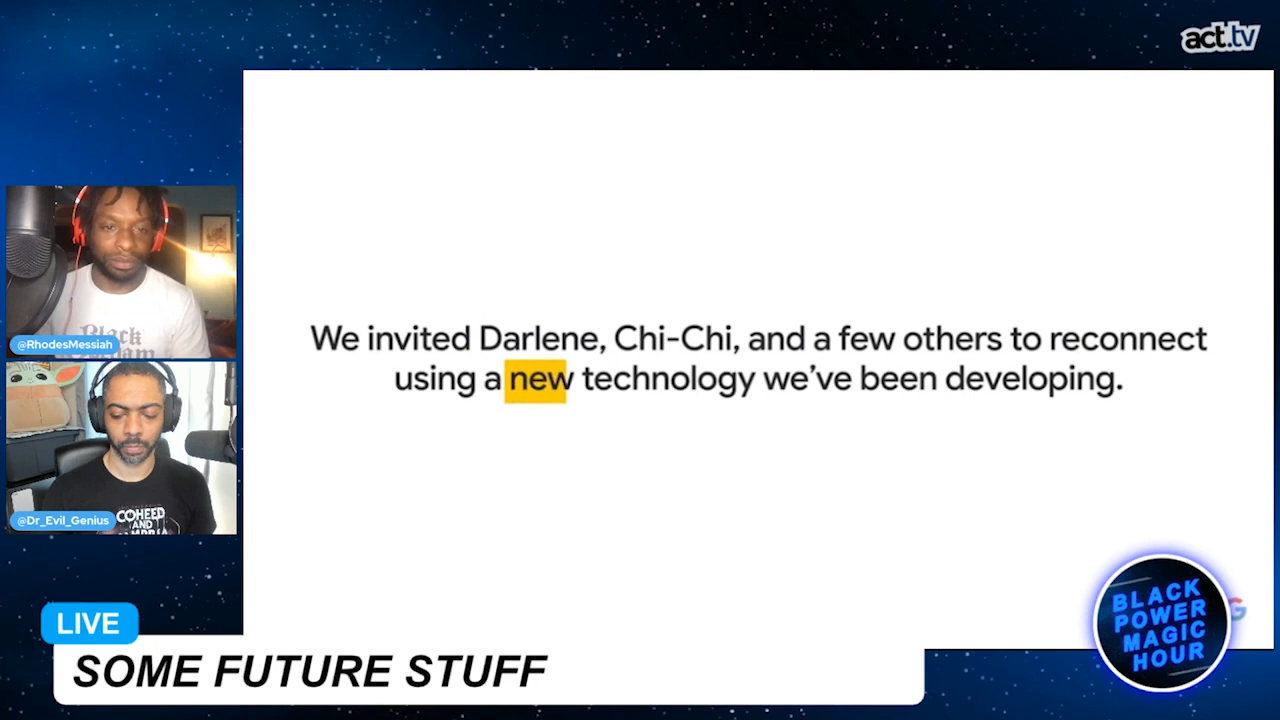 act.tv
We invited Darlene, Chi-Chi, and a few others to reconnect
using a new technology we've been developing.
Black
@RhodesMessiah
COHEED
AND
@Dr_Evil_Genius
BLACK
POWER
MAGIC
HOUR
G
LIVE
SOME FUTURE STUFF